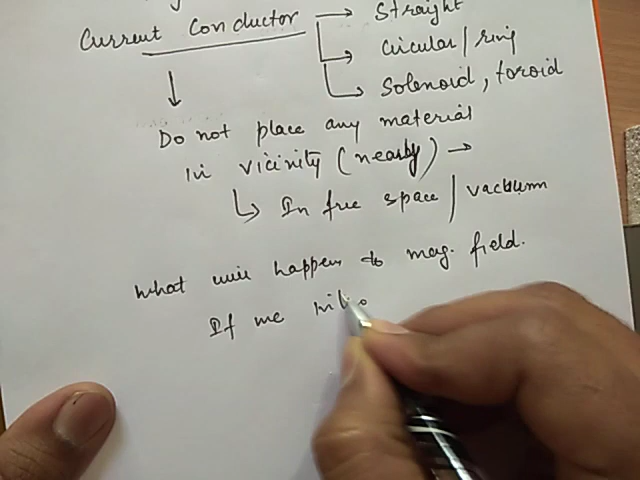 Current Conductor → Straight
→ Circular / ring
→ Solenoid, toroid
↓
Do not place any material
in vicinity (nearby) →
↳ In free space / vacuum
What will happen to mag. field.
If we